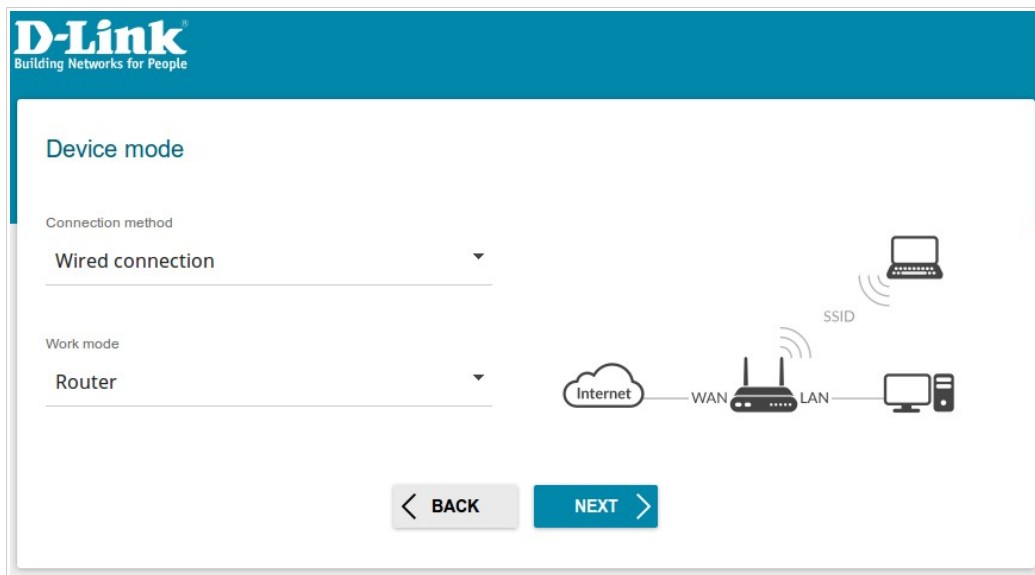 D-Link®
Building Networks for People
Device mode
Connection method
Wired connection
Work mode
Router
SSID
Internet
WAN
LAN
BACK
NEXT